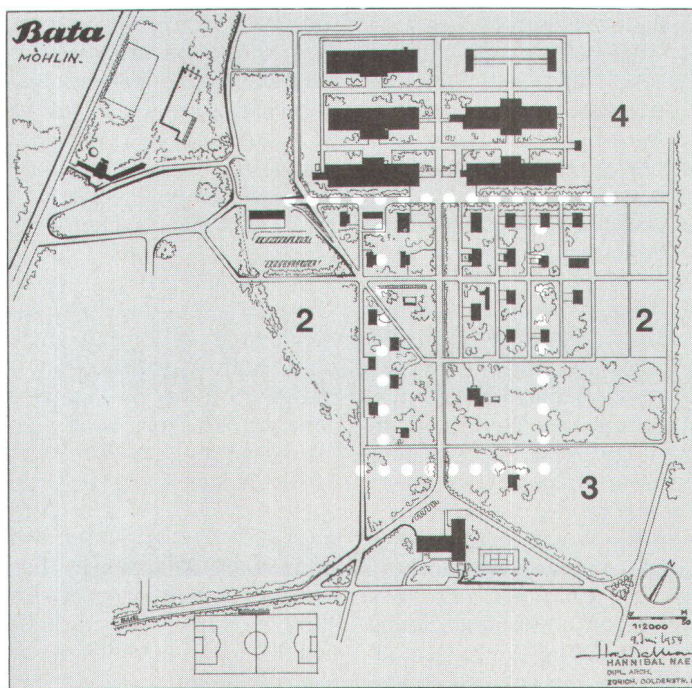 Bata
MÖHLIN.
4
1
2
2
3
N
M
1:2000
HANNIBAL NAE
DIPL. ARCH.
ZÜRICH, DOLDERSTR.